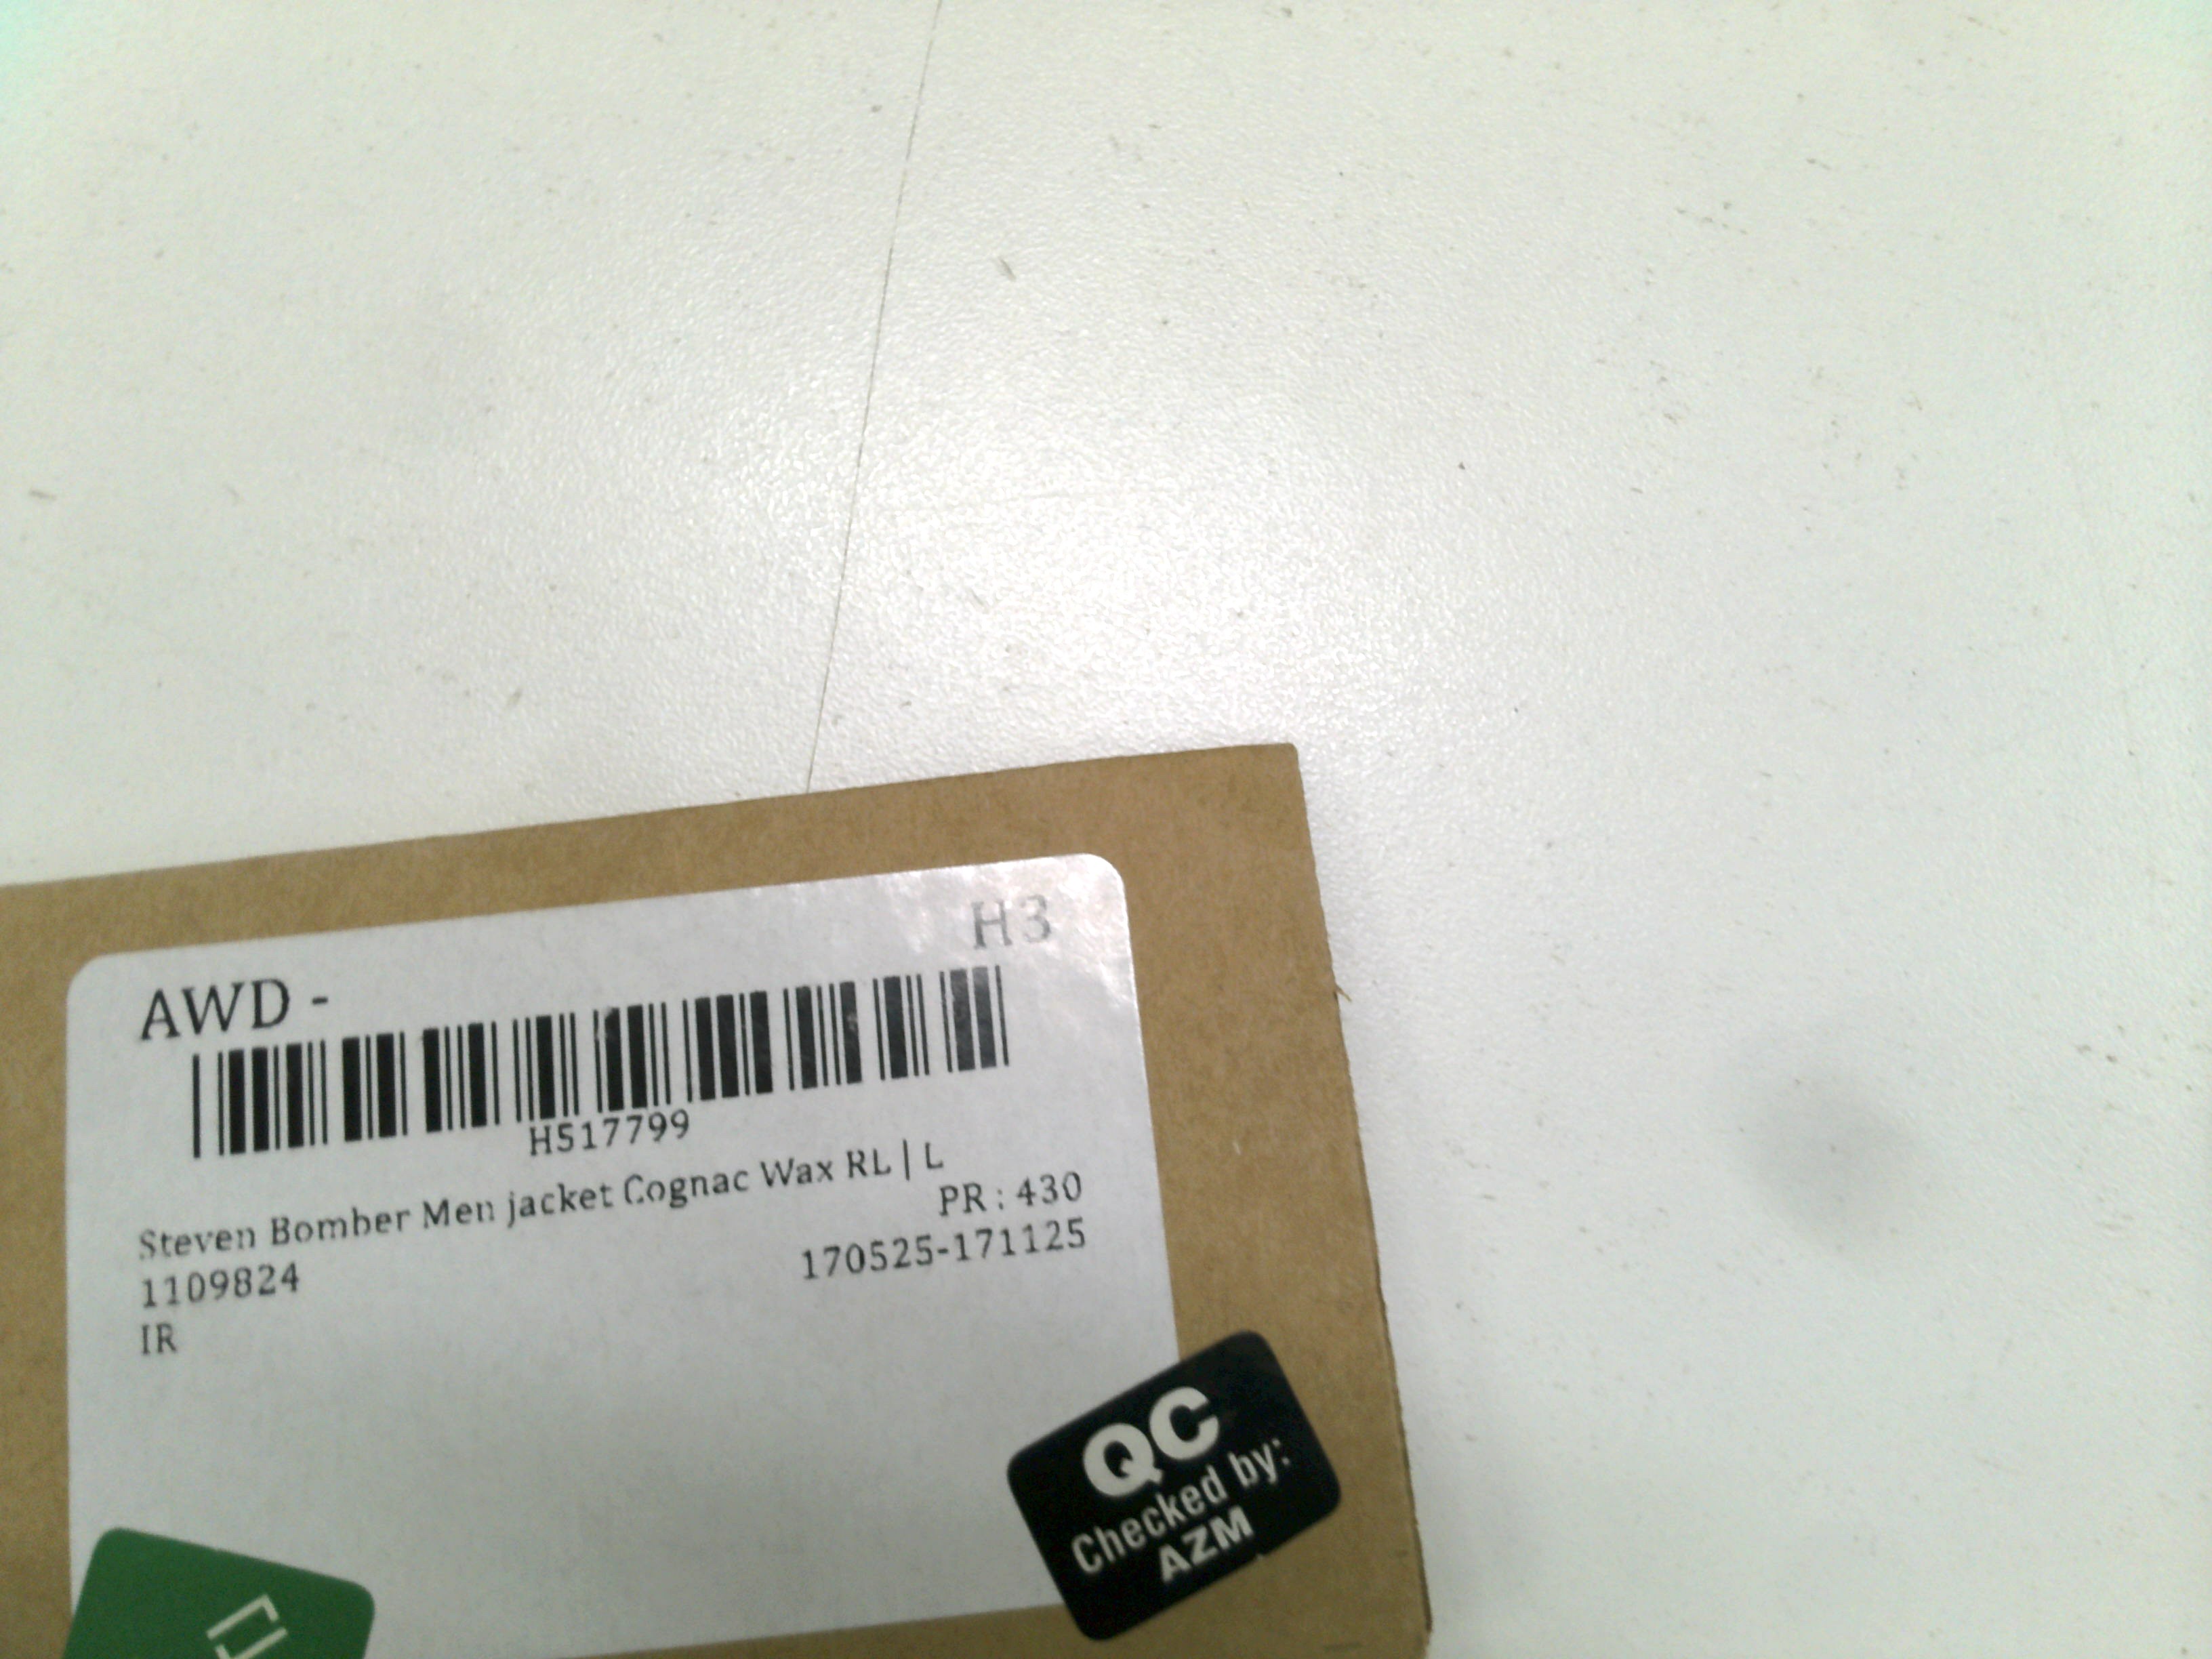 H3
AWD -
H517799
Steven Bomber Men jacket Cognac Wax RL | L
PR : 430
1109824
170525-171125
IR
QC
Checked by:
AZM